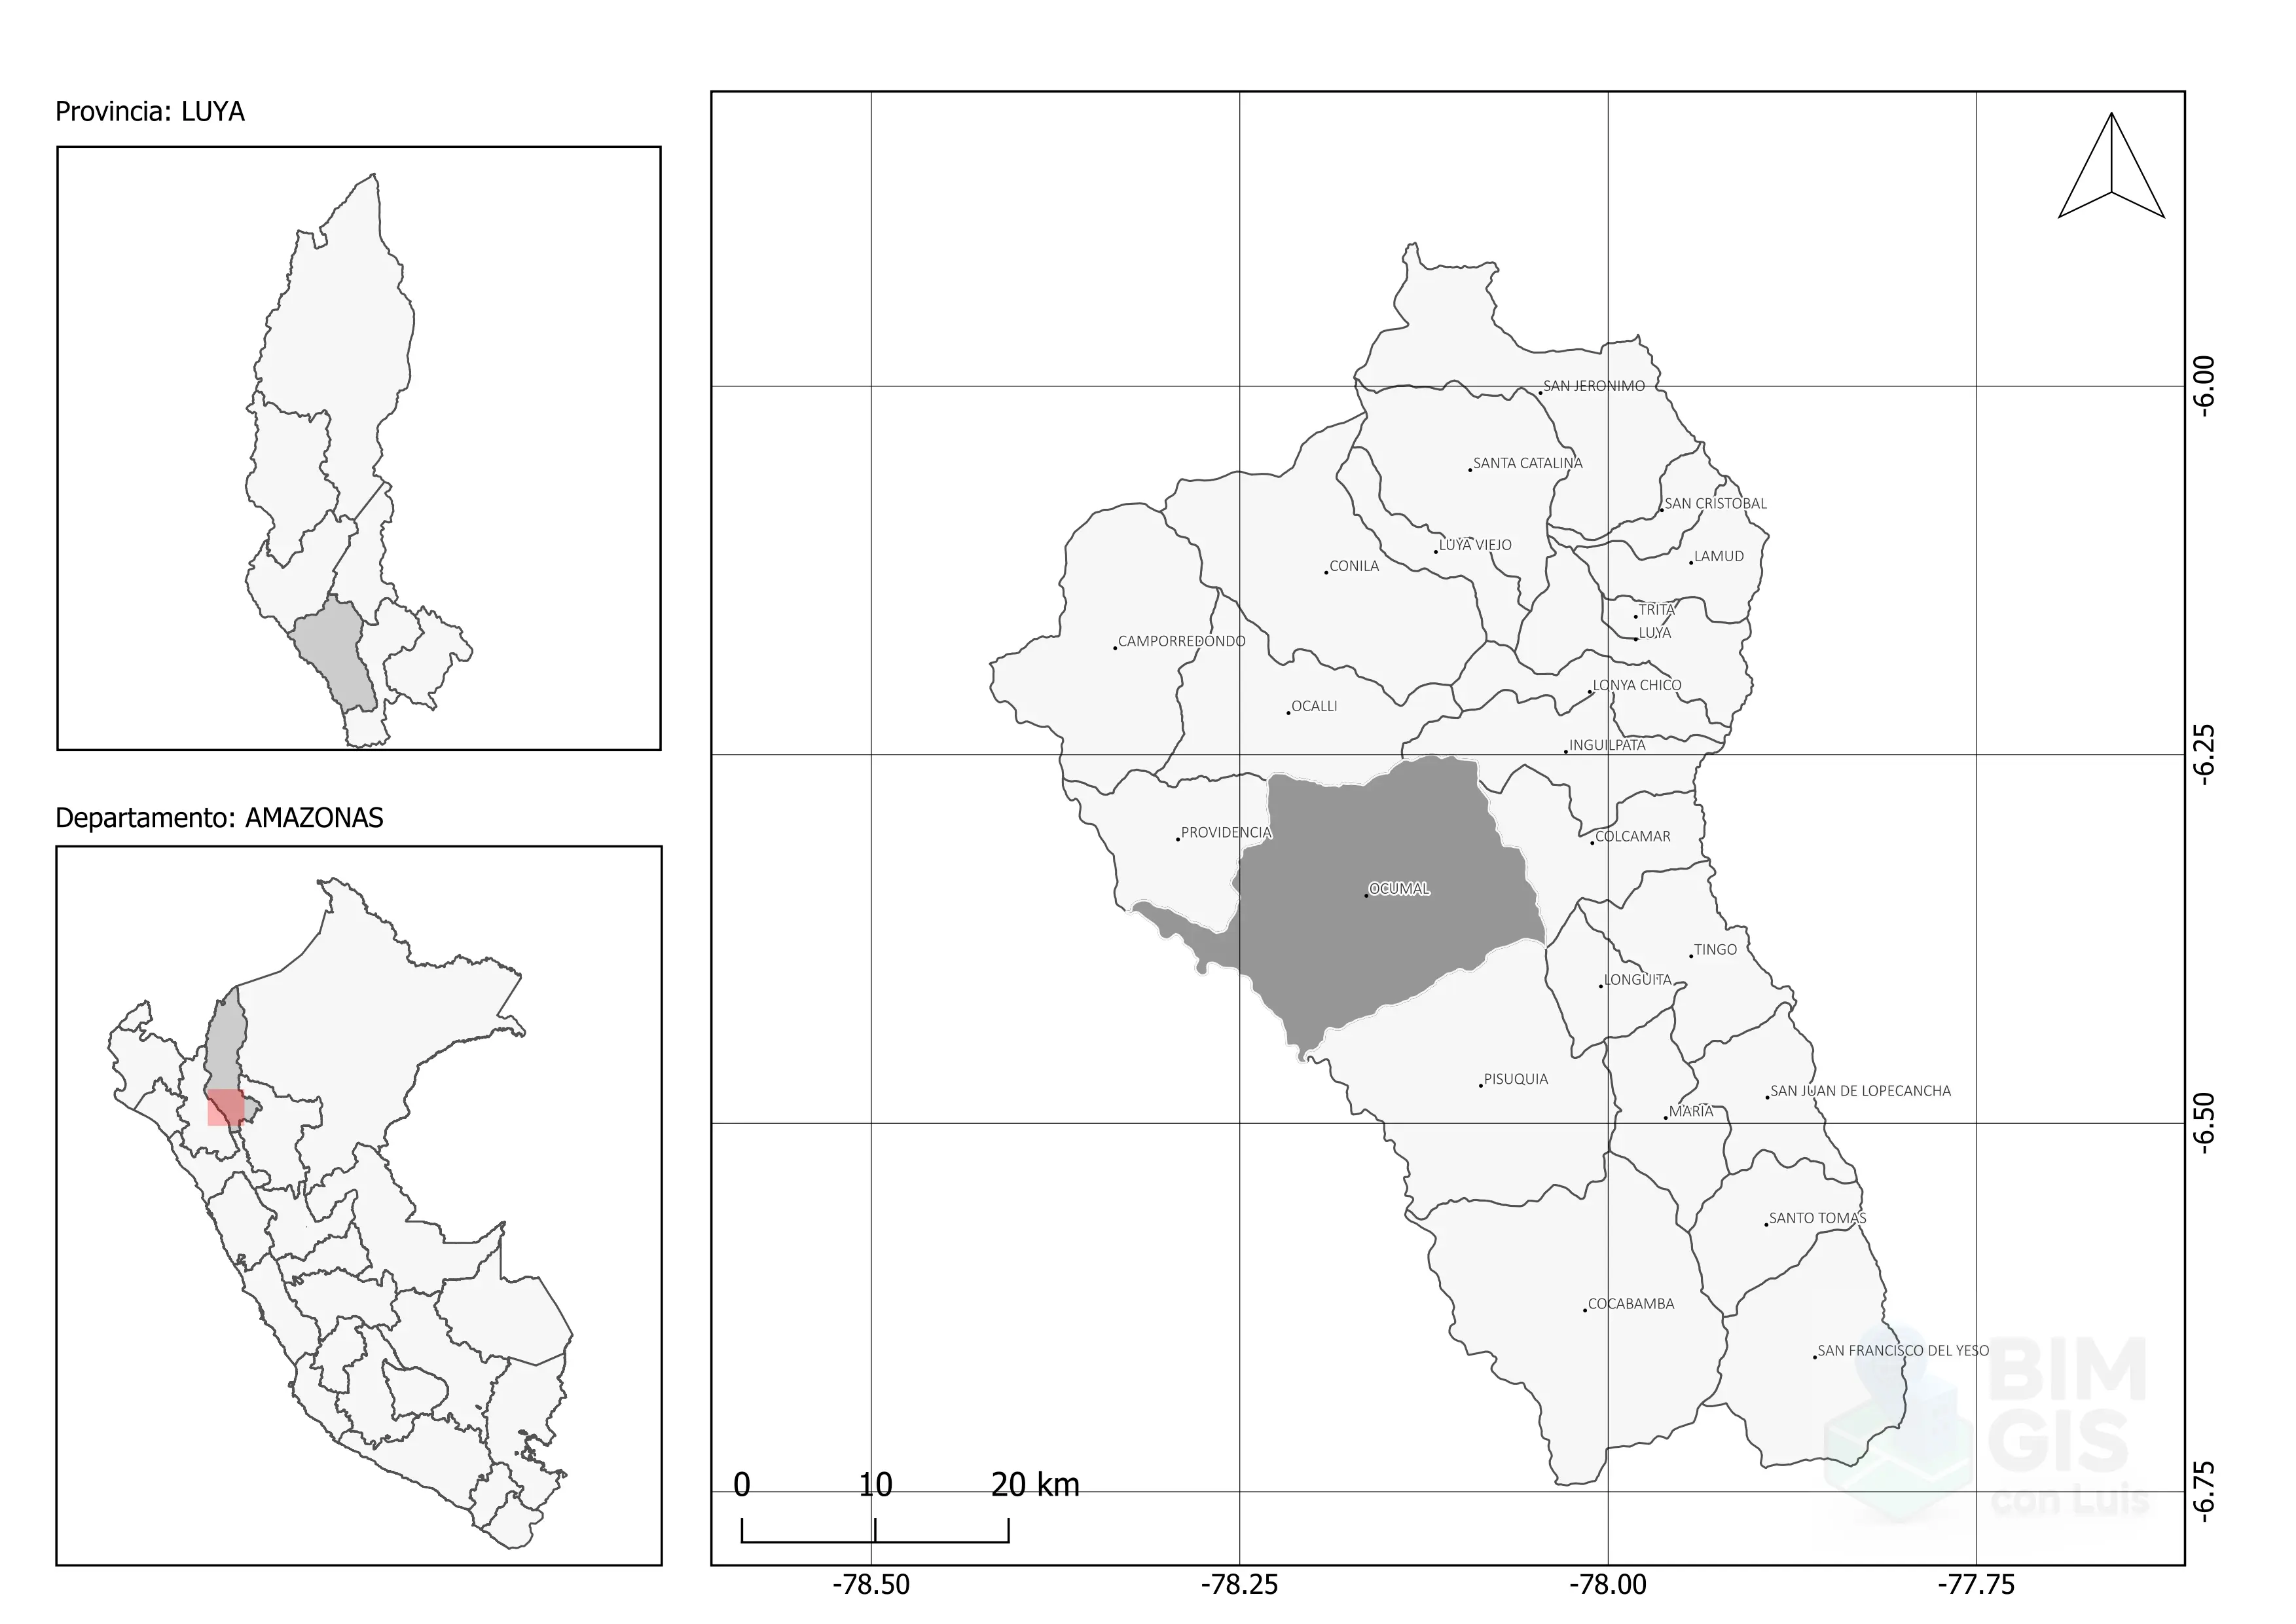 Provincia: LUYA
Departamento: AMAZONAS
SAN JERONIMO
SANTA CATALINA
SAN CRISTOBAL
LUYA VIEJO
LAMUD
CONILA
TRITA
LUYA
CAMPORREDONDO
LONYA CHICO
OCALLI
INGUILPATA
PROVIDENCIA
COLCAMAR
OCUMAL
TINGO
LONGUITA
PISUQUIA
SAN JUAN DE LOPECANCHA
MARIA
SANTO TOMAS
COCABAMBA
SAN FRANCISCO DEL YESO
BIM
GIS
con Luis
0 10 20 km
-78.50 -78.25 -78.00 -77.75
-6.00
-6.25
-6.50
-6.75